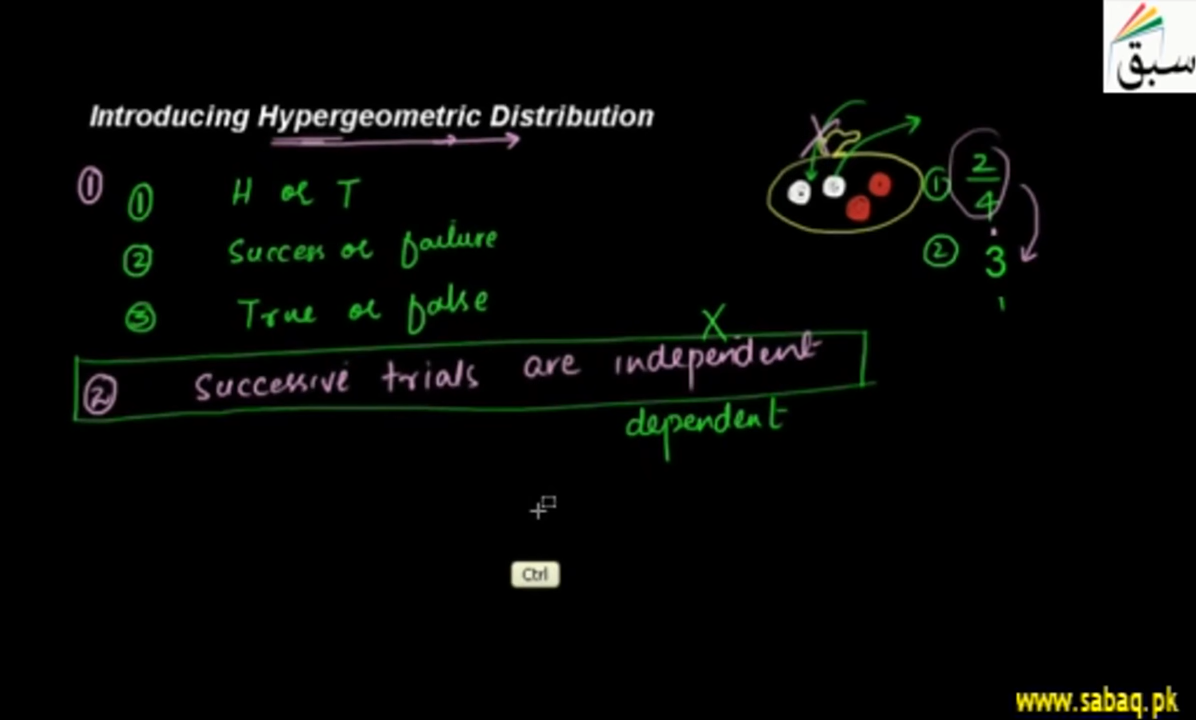 سبق
Introducing Hypergeometric Distribution
① ① H or T
② Success or failure
③ True or false
① 2/4
② 3
X
② Successive trials are independent
dependent
Ctrl
www.sabaq.pk